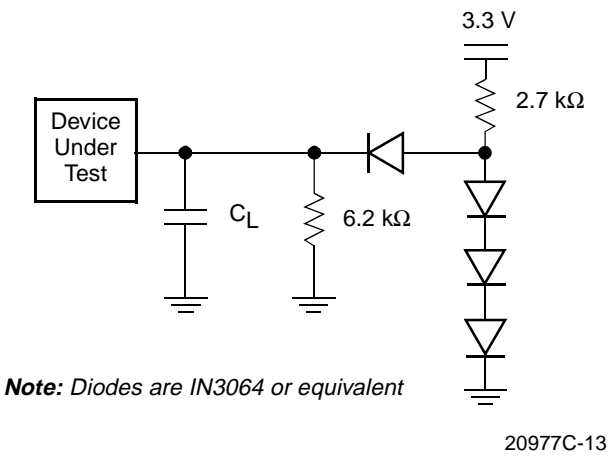 3.3 V
2.7 kΩ
Device
Under
Test
CL
6.2 kΩ
Note: Diodes are IN3064 or equivalent
20977C-13